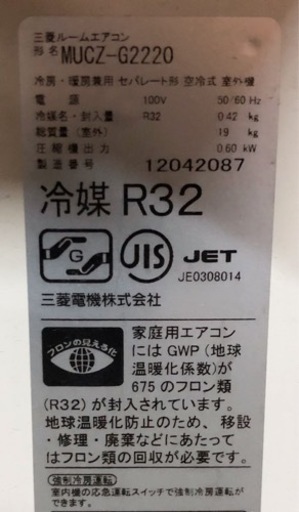 三菱ルームエアコン
形名 MUCZ-G2220
冷房・暖房兼用 セパレート形 空冷式 室外機
電源 100V 50/60 Hz
冷媒名・封入量 R32 0.42 kg
総質量（室外） 19 kg
圧縮機出力 0.60 kW
製造番号 12042087
冷媒 R32
G JIS JET
JE0308014
三菱電機株式会社
フロンの見える化
家庭用エアコン
には GWP（地球
温暖化係数）が
675 のフロン類
(R32) が封入されています。
地球温暖化防止のため、移設
・修理・廃棄などにあたって
はフロン類の回収が必要です。
強制冷房運転
室内機の応急運転スイッチで強制冷房運転が
できます。